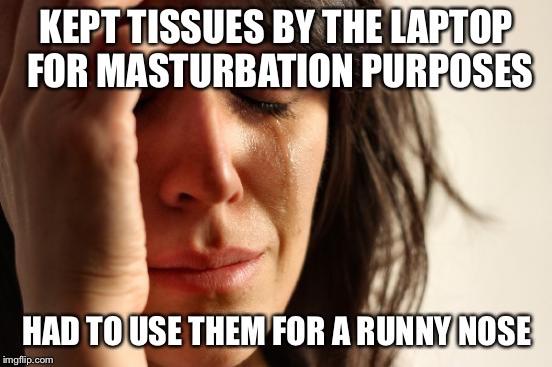 KEPT TISSUES BY THE LAPTOP
FOR MASTURBATION PURPOSES
HAD TO USE THEM FOR A RUNNY NOSE
imgflip.com